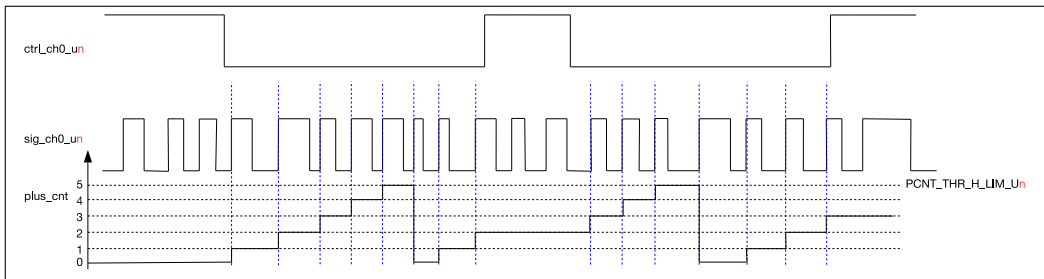 ctrl_ch0_un
sig_ch0_un
plus_cnt
5
4
3
2
1
0
PCNT_THR_H_LIM_Un